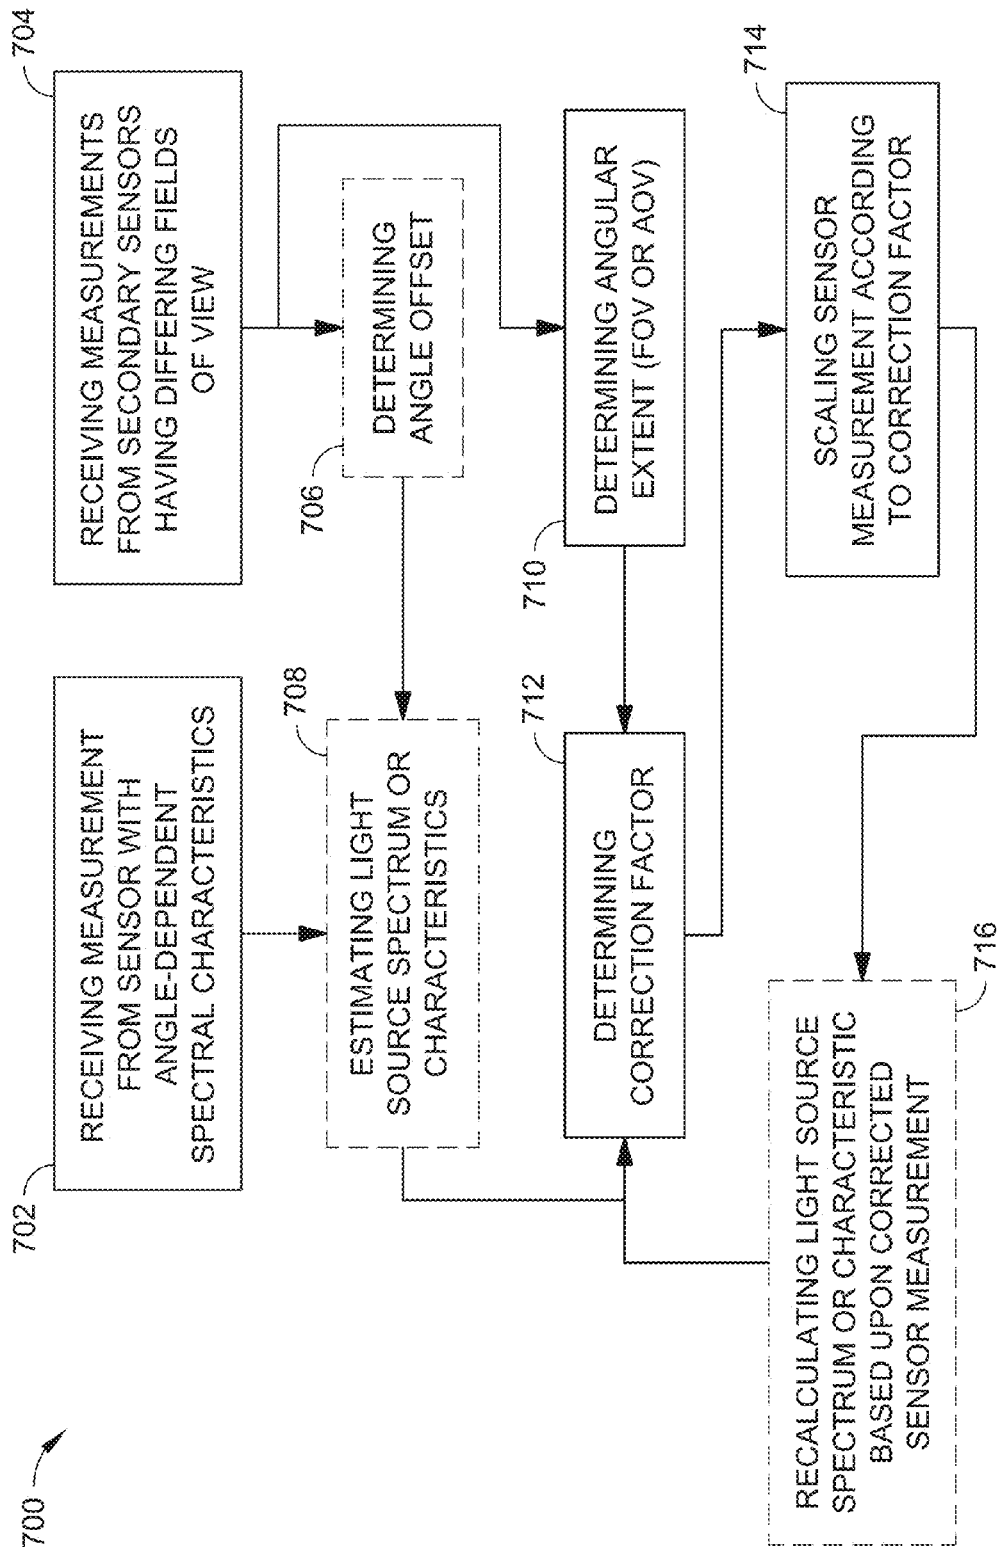 700
702
RECEIVING MEASUREMENT
FROM SENSOR WITH
ANGLE-DEPENDENT
SPECTRAL CHARACTERISTICS
704
RECEIVING MEASUREMENTS
FROM SECONDARY SENSORS
HAVING DIFFERING FIELDS
OF VIEW
706
DETERMINING
ANGLE OFFSET
708
ESTIMATING LIGHT
SOURCE SPECTRUM OR
CHARACTERISTICS
710
DETERMINING ANGULAR
EXTENT (FOV OR AOV)
712
DETERMINING
CORRECTION FACTOR
714
SCALING SENSOR
MEASUREMENT ACCORDING
TO CORRECTION FACTOR
RECALCULATING LIGHT SOURCE
SPECTRUM OR CHARACTERISTIC
BASED UPON CORRECTED
SENSOR MEASUREMENT
716